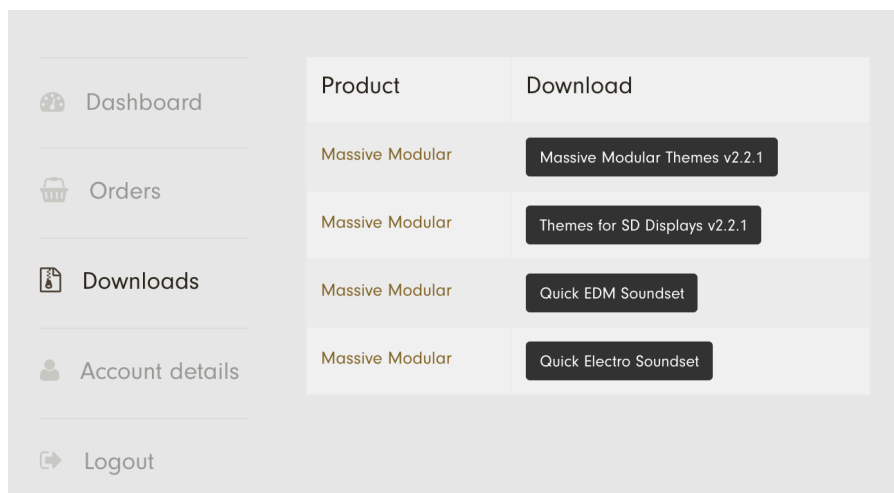 Dashboard
Orders
Downloads
Account details
Logout
Product Download
Massive Modular Massive Modular Themes v2.2.1
Massive Modular Themes for SD Displays v2.2.1
Massive Modular Quick EDM Soundset
Massive Modular Quick Electro Soundset